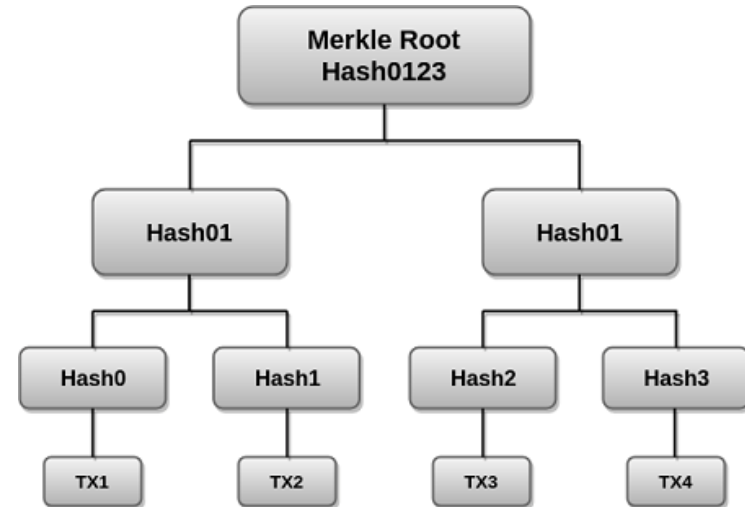 Merkle Root
Hash0123
Hash01
Hash01
Hash0
Hash1
Hash2
Hash3
TX1
TX2
TX3
TX4